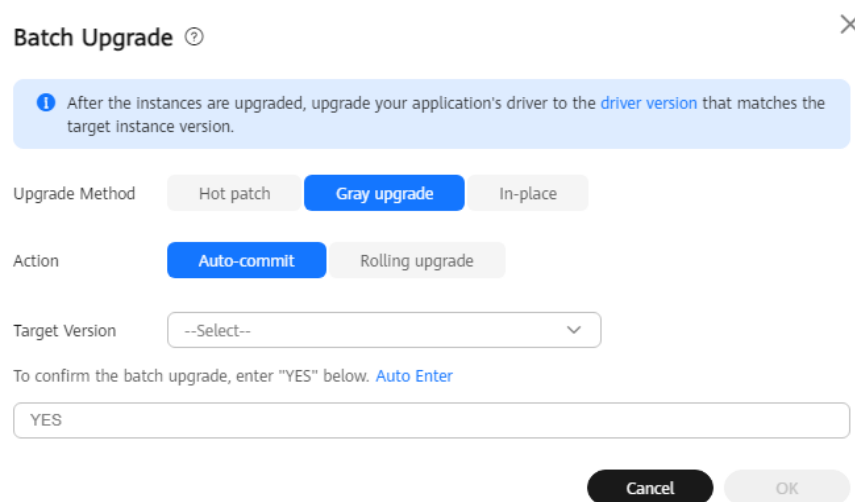 Batch Upgrade
After the instances are upgraded, upgrade your application's driver to the driver version that matches the
target instance version.
Upgrade Method Hot patch Gray upgrade In-place
Action Auto-commit Rolling upgrade
Target Version --Select--
To confirm the batch upgrade, enter "YES" below. Auto Enter
YES
Cancel OK